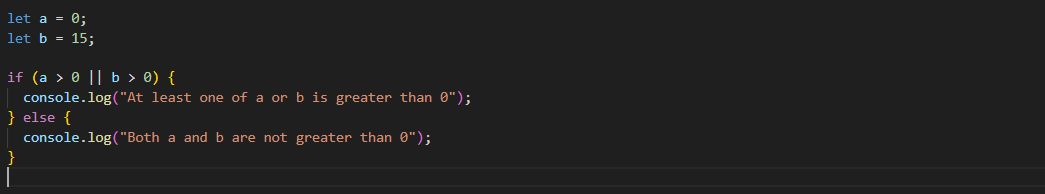 let a = 0;
let b = 15;

if (a > 0 || b > 0) {
  console.log("At least one of a or b is greater than 0");
} else {
  console.log("Both a and b are not greater than 0");
}